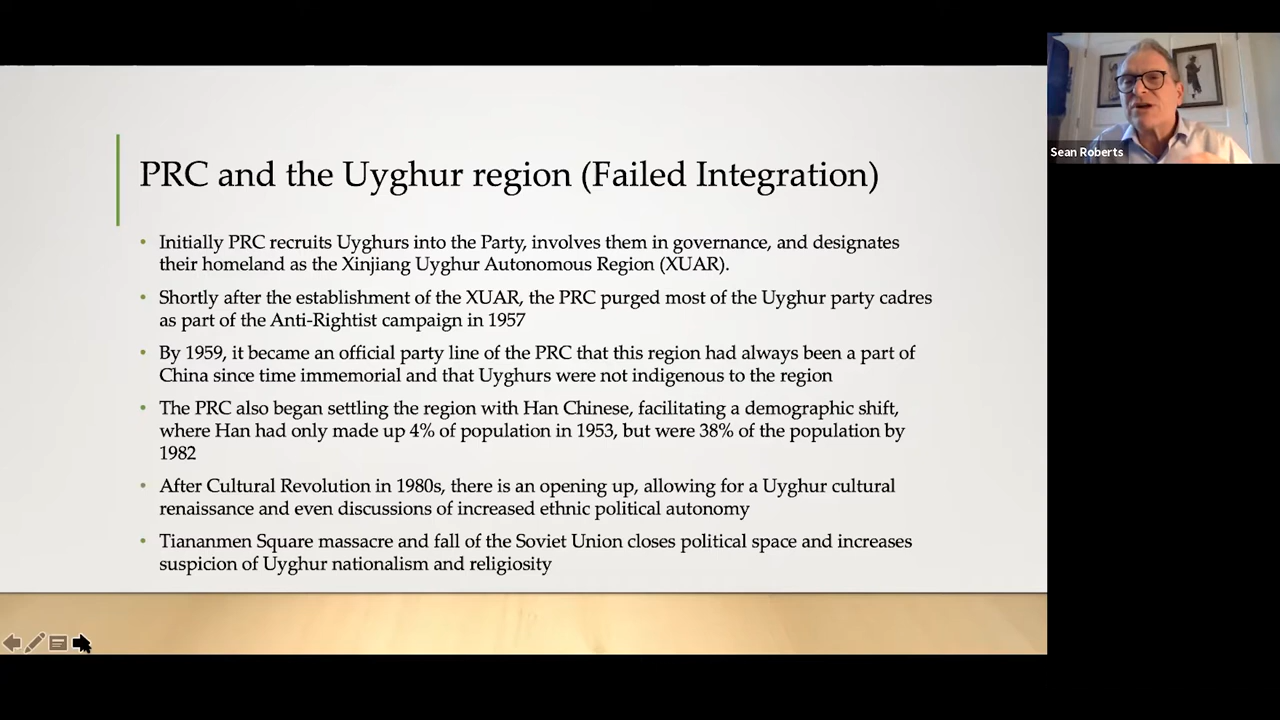 PRC and the Uyghur region (Failed Integration)
• Initially PRC recruits Uyghurs into the Party, involves them in governance, and designates
their homeland as the Xinjiang Uyghur Autonomous Region (XUAR).
• Shortly after the establishment of the XUAR, the PRC purged most of the Uyghur party cadres
as part of the Anti-Rightist campaign in 1957
• By 1959, it became an official party line of the PRC that this region had always been a part of
China since time immemorial and that Uyghurs were not indigenous to the region
• The PRC also began settling the region with Han Chinese, facilitating a demographic shift,
where Han had only made up 4% of population in 1953, but were 38% of the population by
1982
• After Cultural Revolution in 1980s, there is an opening up, allowing for a Uyghur cultural
renaissance and even discussions of increased ethnic political autonomy
• Tiananmen Square massacre and fall of the Soviet Union closes political space and increases
suspicion of Uyghur nationalism and religiosity
Sean Roberts